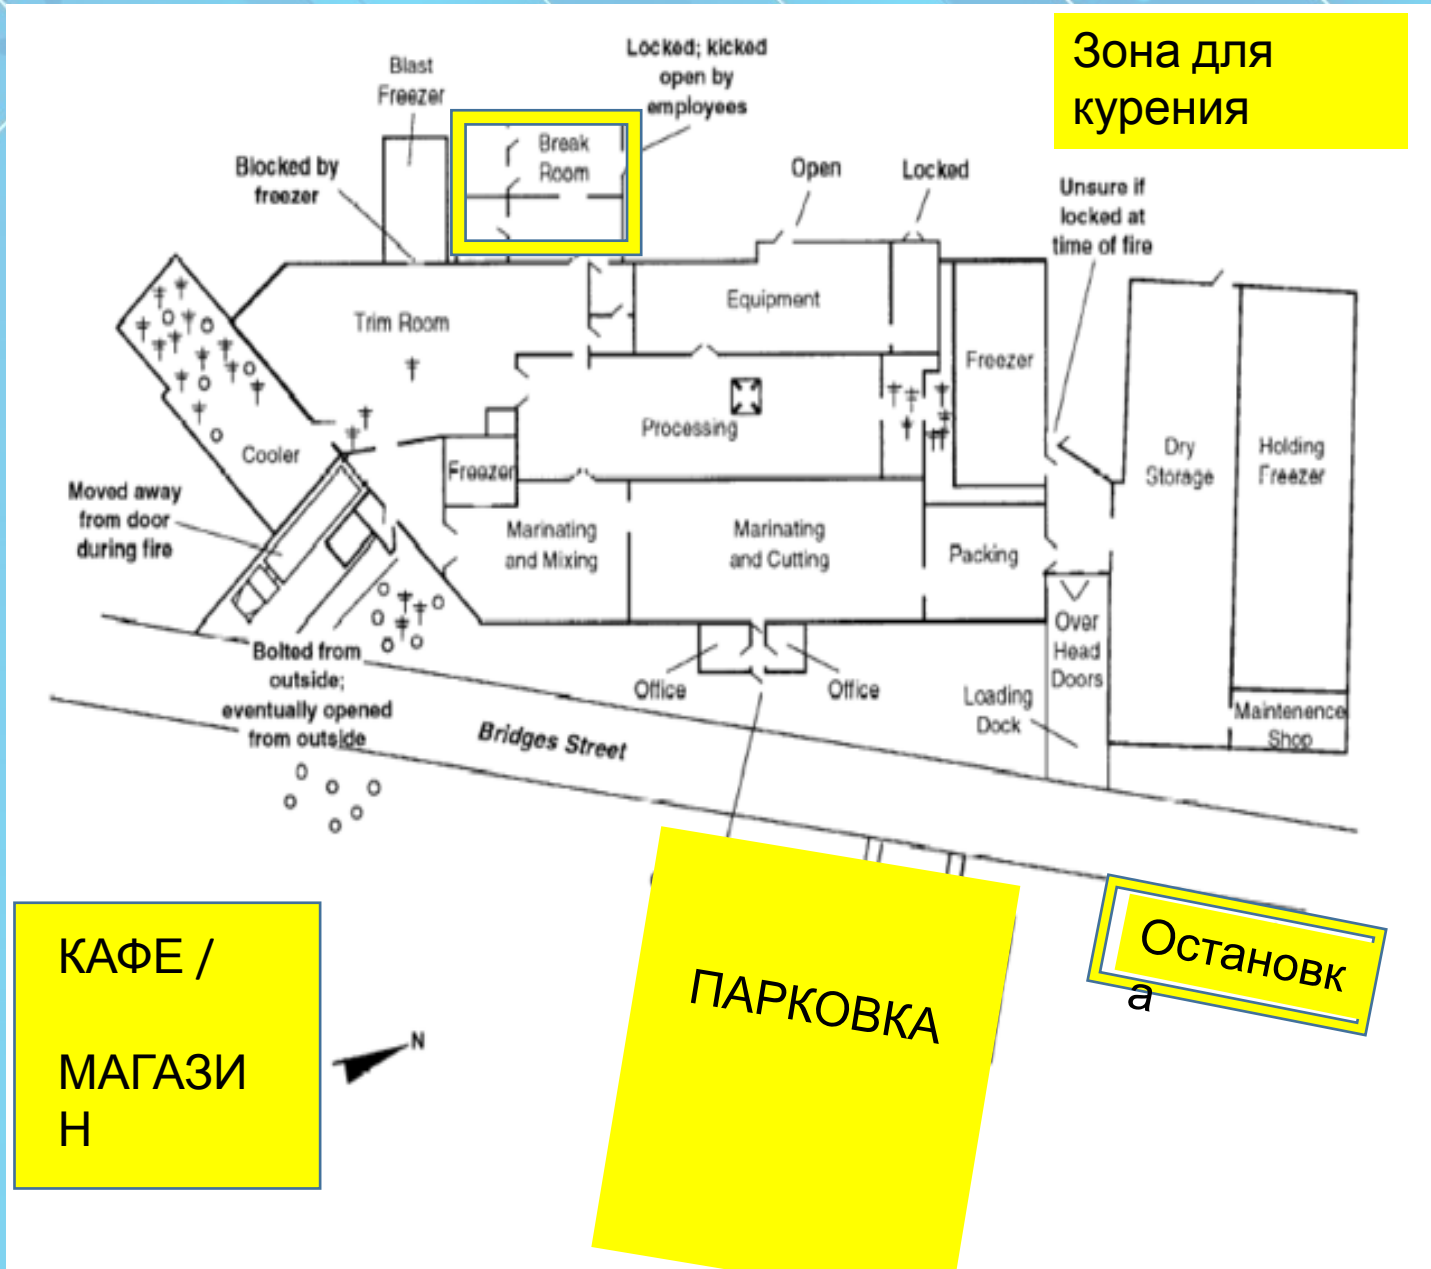 Зона для
курения
Locked; kicked
open by
employees
Blast
Freezer
Break
Room
Blocked by
freezer
Open
Locked
Unsure if
locked at
time of fire
Equipment
Trim Room
Freezer
Processing
Cooler
Freezer
Dry
Storage
Holding
Freezer
Moved away
from door
during fire
Marinating
and Mixing
Marinating
and Cutting
Packing
Over
Head
Doors
Bolted from
outside;
eventually opened
from outside
Office
Office
Loading
Dock
Maintenence
Shop
Bridges Street
Остановк
а
КАФЕ /
МАГАЗИ
Н
ПАРКОВКА
N